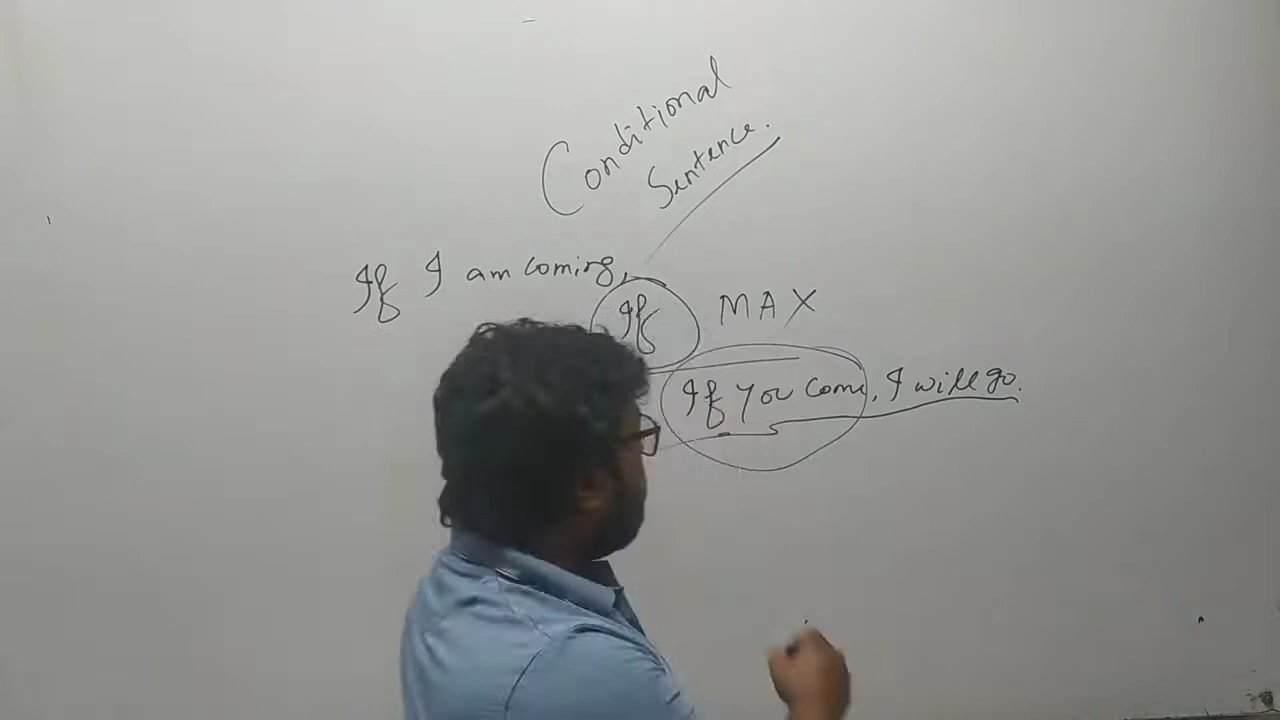 Conditional
Sentence.
If I am coming,
If MAX
If you come, I will go.